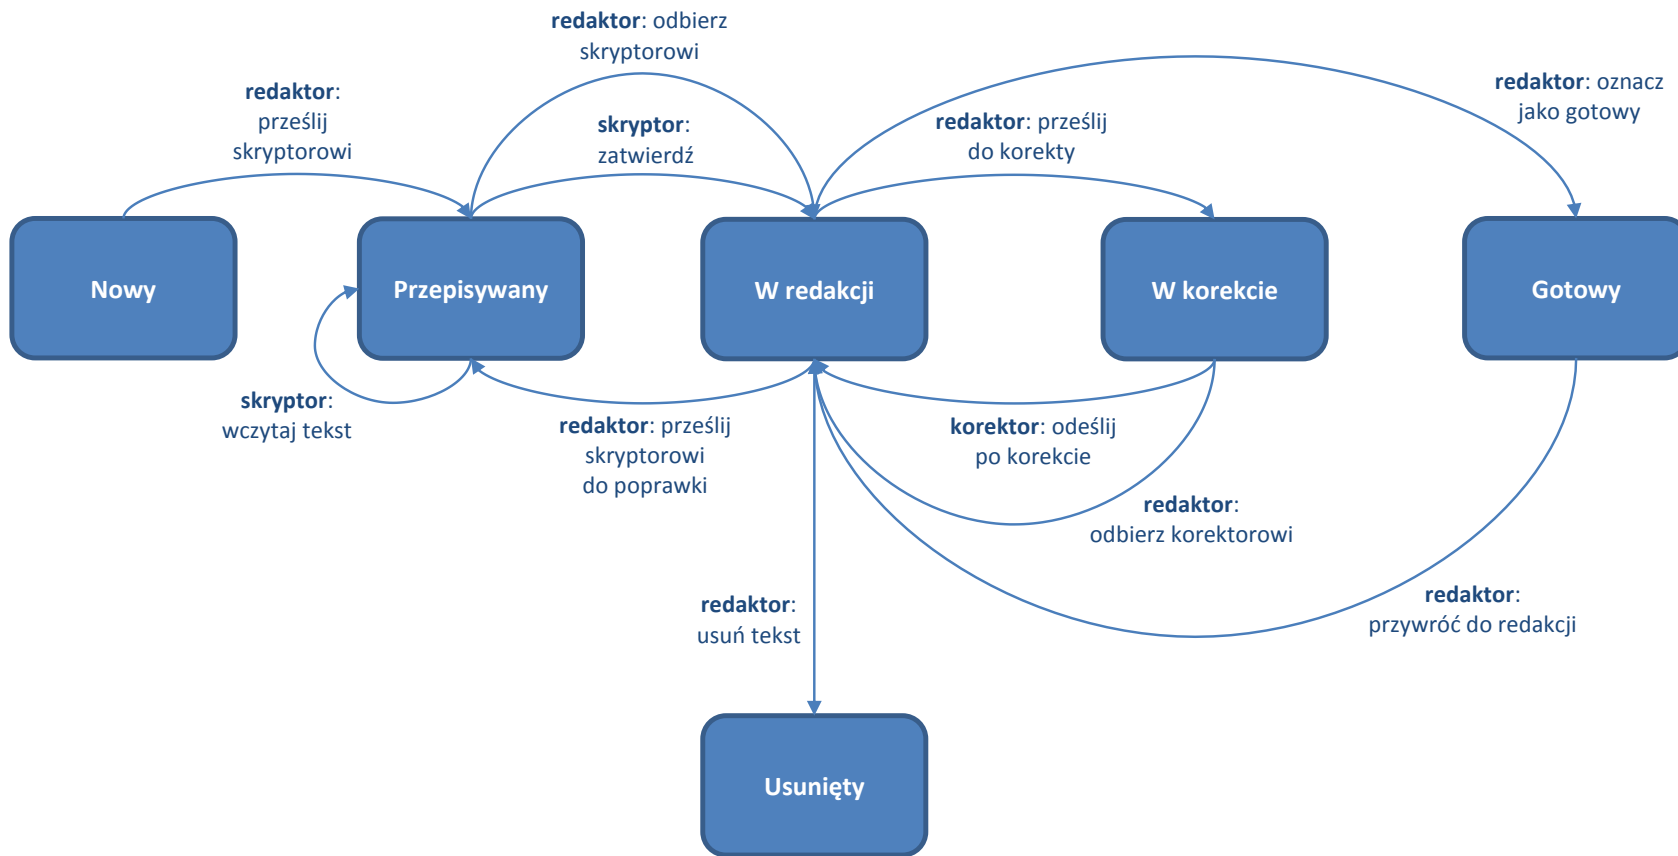 redaktor: odbierz
skryptorowi
redaktor:
prześlij
skryptorowi
skryptor:
zatwierdź
redaktor: prześlij
do korekty
redaktor: oznacz
jako gotowy
Nowy
Przepisywany
W redakcji
W korekcie
Gotowy
skryptor:
wczytaj tekst
redaktor: prześlij
skryptorowi
do poprawki
korektor: odeślij
po korekcie
redaktor:
odbierz korektorowi
redaktor:
usuń tekst
redaktor:
przywróć do redakcji
Usunięty